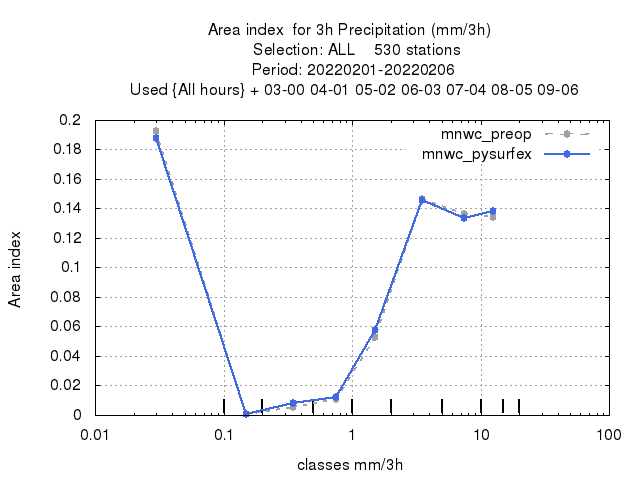 Area index  for 3h Precipitation (mm/3h)
Selection: ALL    530 stations
Period: 20220201-20220206
Used {All hours} + 03-00 04-01 05-02 06-03 07-04 08-05 09-06
mnwc_preop
mnwc_pysurfex
0.2
0.18
0.16
0.14
0.12
0.1
0.08
0.06
0.04
0.02
0
Area index
0.01 0.1 1 10 100
classes mm/3h